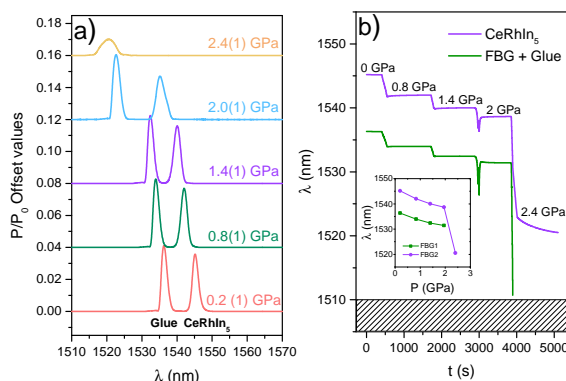 a)
P/P0 Offset values
0.18
0.16
0.14
0.12
0.10
0.08
0.06
0.04
0.02
0.00
2.4(1) GPa
2.0(1) GPa
1.4(1) GPa
0.8(1) GPa
0.2 (1) GPa
Glue CeRhIn5
1510 1520 1530 1540 1550 1560 1570
λ (nm)
b)
CeRhIn5
FBG + Glue
λ (nm)
1550
1540
1530
1520
1510
0 GPa
0.8 GPa
1.4 GPa
2 GPa
2.4 GPa
λ (nm)
1550
1540
1530
1520
FBG1
FBG2
0 1 2 3
P (GPa)
0 1000 2000 3000 4000 5000
t (s)